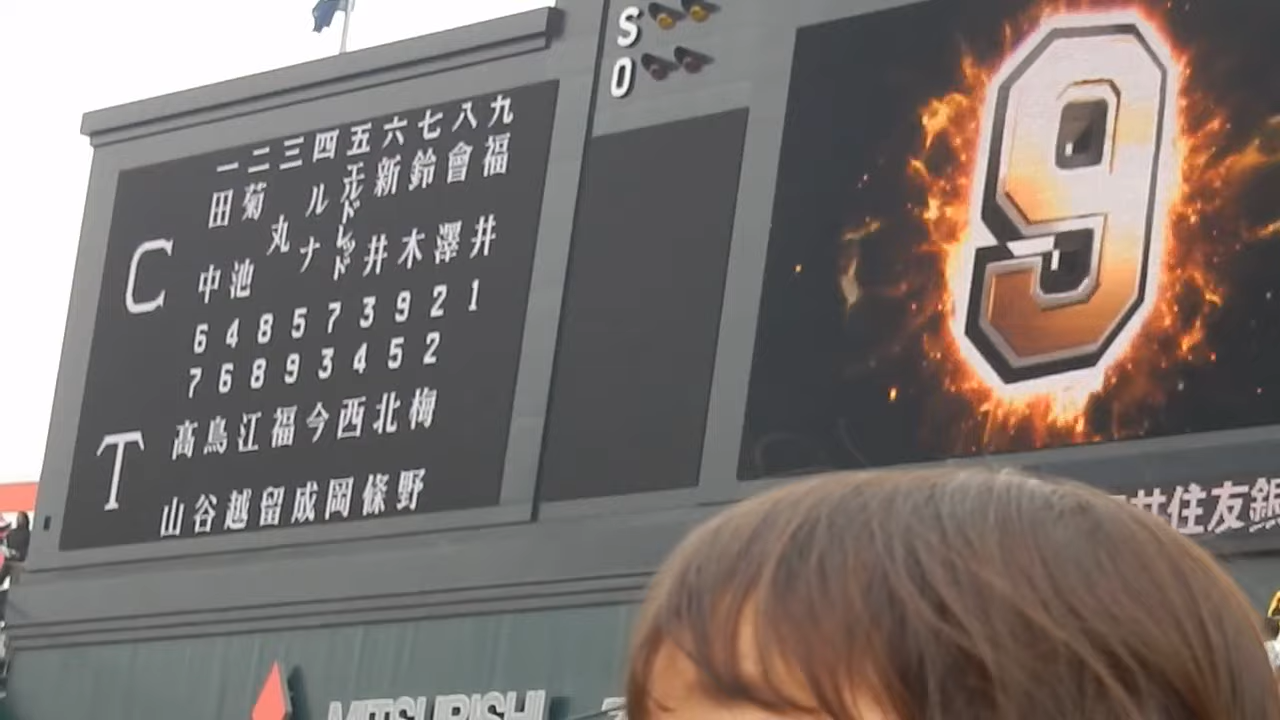 S
O
一 二 三 四 五 六 七 八 九
C
田中 菊池 丸 ルナ エルドレッド 新井 鈴木 會澤 福井
6 4 8 5 7 3 9 2 1
7 6 8 9 3 4 5 2
T
髙山 鳥谷 江越 福留 今成 西岡 北條 梅野
9
井住友銀
MITSUBISHI